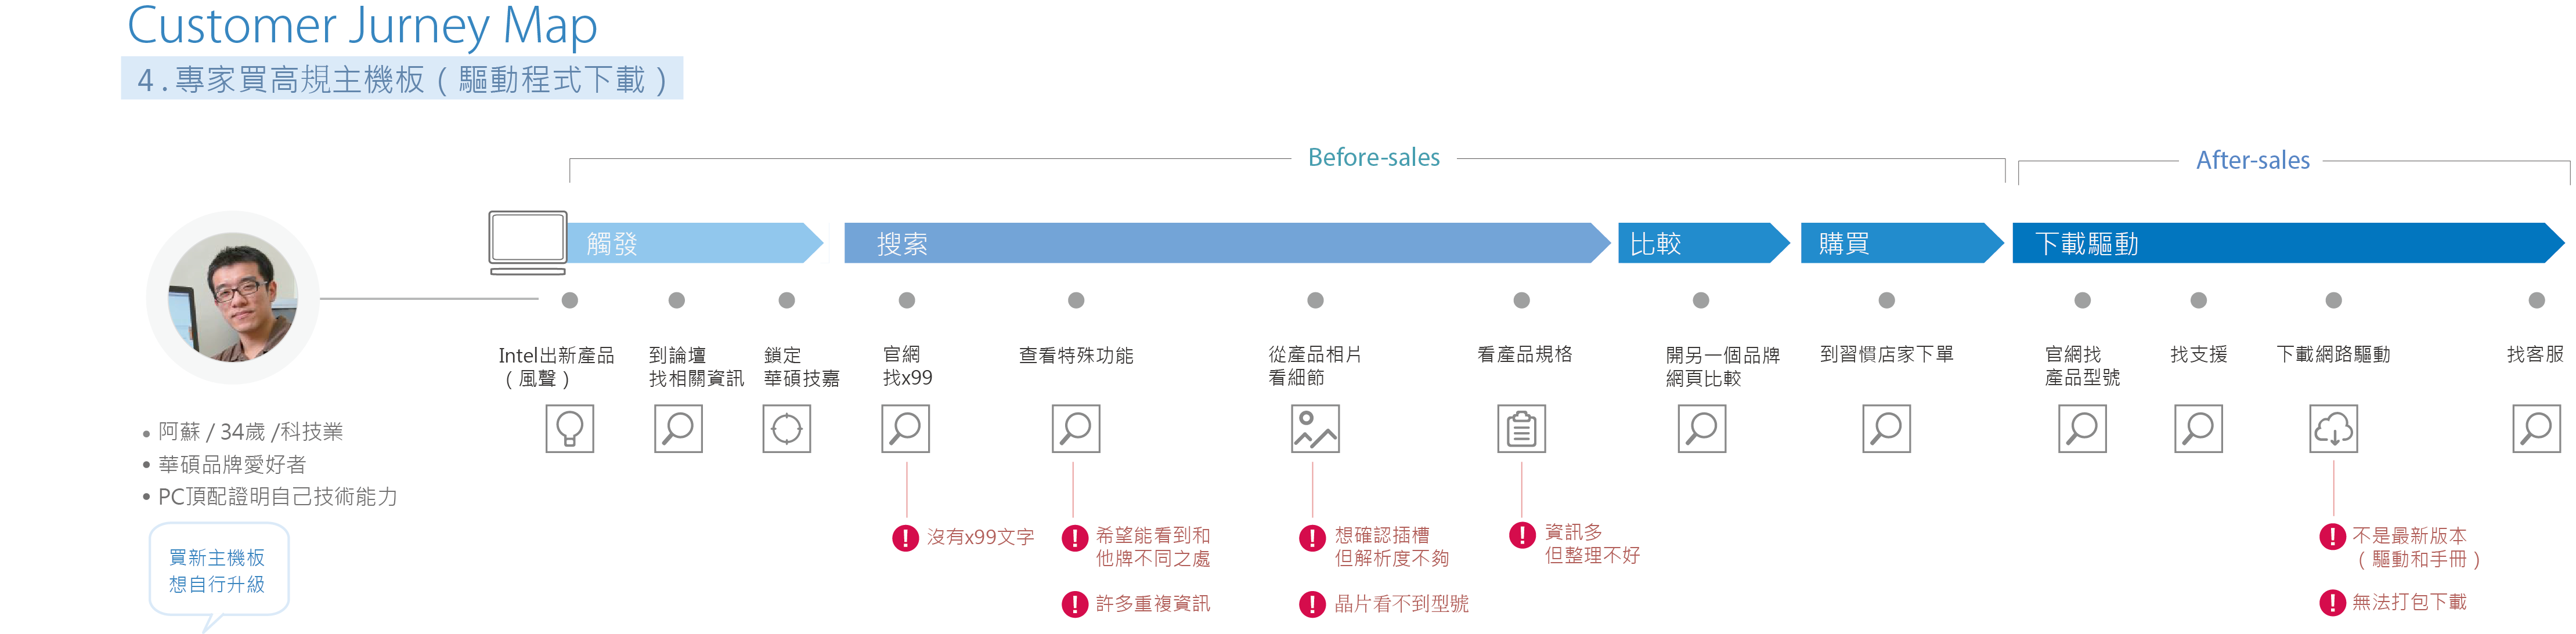 Customer Jurney Map
4.專家買高規主機板（驅動程式下載）
Before-sales
After-sales
觸發
搜索
比較
購買
下載驅動
Intel出新產品
（風聲）
到論壇
找相關資訊
鎖定
華碩技嘉
官網
找x99
查看特殊功能
從產品相片
看細節
看產品規格
開另一個品牌
網頁比較
到習慣店家下單
官網找
產品型號
找支援
下載網路驅動
找客服
• 阿蘇 / 34歲 /科技業
• 華碩品牌愛好者
• PC頂配證明自己技術能力
買新主機板
想自行升級
! 沒有x99文字
! 希望能看到和
他牌不同之處
! 許多重複資訊
! 想確認插槽
但解析度不夠
! 晶片看不到型號
! 資訊多
但整理不好
! 不是最新版本
（驅動和手冊）
! 無法打包下載